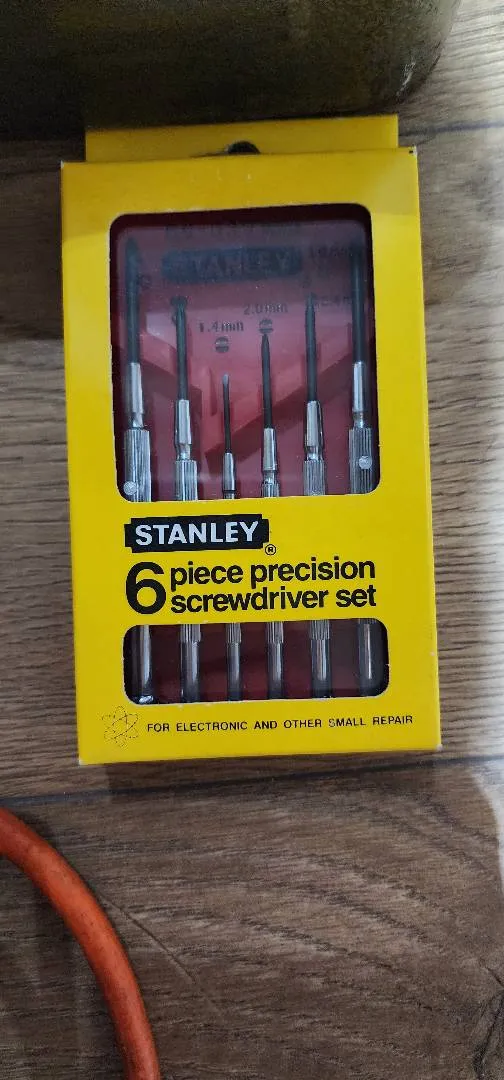 STANLEY
2.0mm
1.4mm
STANLEY®
6 piece precision
screwdriver set
FOR ELECTRONIC AND OTHER SMALL REPAIR